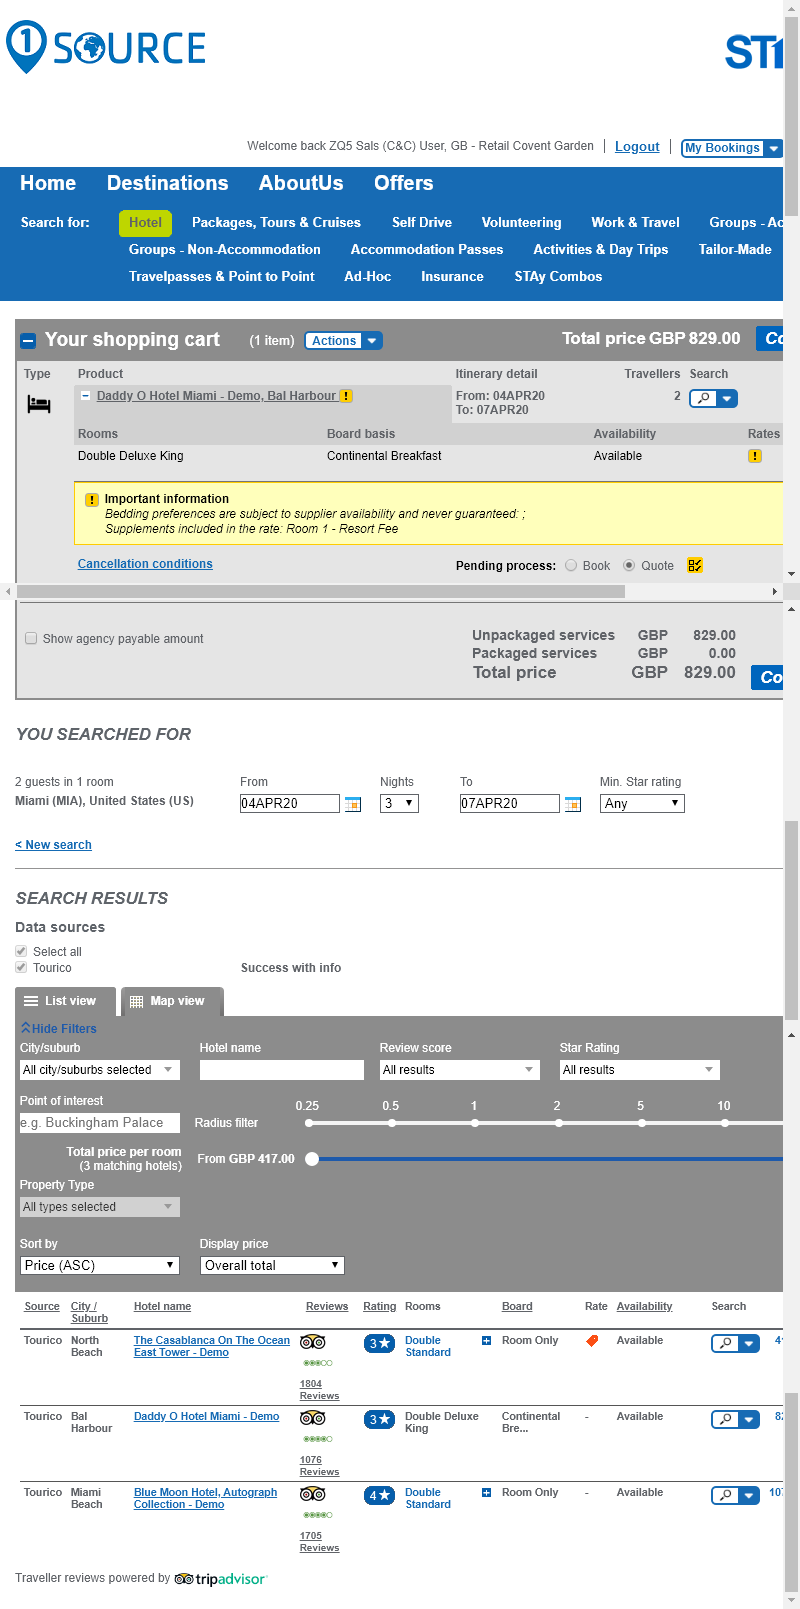 1 SOURCE
Welcome back ZQ5 Sals (C&C) User, GB - Retail Covent Garden | Logout | My Bookings
Home Destinations AboutUs Offers
Search for: Hotel Packages, Tours & Cruises Self Drive Volunteering Work & Travel Groups - Ac
Groups - Non-Accommodation Accommodation Passes Activities & Day Trips Tailor-Made
Travelpasses & Point to Point Ad-Hoc Insurance STAy Combos
Your shopping cart (1 item) Actions Total price GBP 829.00 Co
Type Product Itinerary detail Travellers Search
Daddy O Hotel Miami - Demo, Bal Harbour ! From: 04APR20 2
To: 07APR20
Rooms Board basis Availability Rates
Double Deluxe King Continental Breakfast Available !
! Important information
Bedding preferences are subject to supplier availability and never guaranteed: ;
Supplements included in the rate: Room 1 - Resort Fee
Cancellation conditions Pending process: Book Quote
Show agency payable amount Unpackaged services GBP 829.00
Packaged services GBP 0.00
Total price GBP 829.00 Co
YOU SEARCHED FOR
2 guests in 1 room From Nights To Min. Star rating
Miami (MIA), United States (US) 04APR20 3 07APR20 Any
< New search
SEARCH RESULTS
Data sources
Select all
Tourico Success with info
List view Map view
Hide Filters
City/suburb Hotel name Review score Star Rating
All city/suburbs selected All results All results
Point of interest 0.25 0.5 1 2 5 10
e.g. Buckingham Palace Radius filter
Total price per room
(3 matching hotels) From GBP 417.00
Property Type
All types selected
Sort by Display price
Price (ASC) Overall total
Source City / Suburb Hotel name Reviews Rating Rooms Board Rate Availability Search
Tourico North Beach The Casablanca On The Ocean East Tower - Demo 1804 Reviews 3★ Double Standard Room Only Available 41
Tourico Bal Harbour Daddy O Hotel Miami - Demo 1076 Reviews 3★ Double Deluxe King Continental Bre... - Available 82
Tourico Miami Beach Blue Moon Hotel, Autograph Collection - Demo 1705 Reviews 4★ Double Standard Room Only - Available 107
Traveller reviews powered by tripadvisor